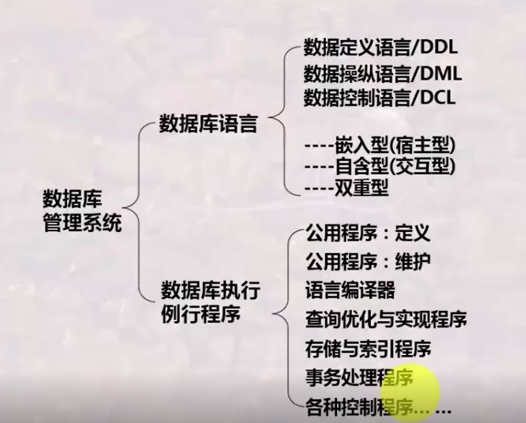 数据库
管理系统
数据库语言
数据定义语言/DDL
数据操纵语言/DML
数据控制语言/DCL
----嵌入型(宿主型)
----自含型(交互型)
----双重型
数据库执行
例行程序
公用程序：定义
公用程序：维护
语言编译器
查询优化与实现程序
存储与索引程序
事务处理程序
各种控制程序... ...